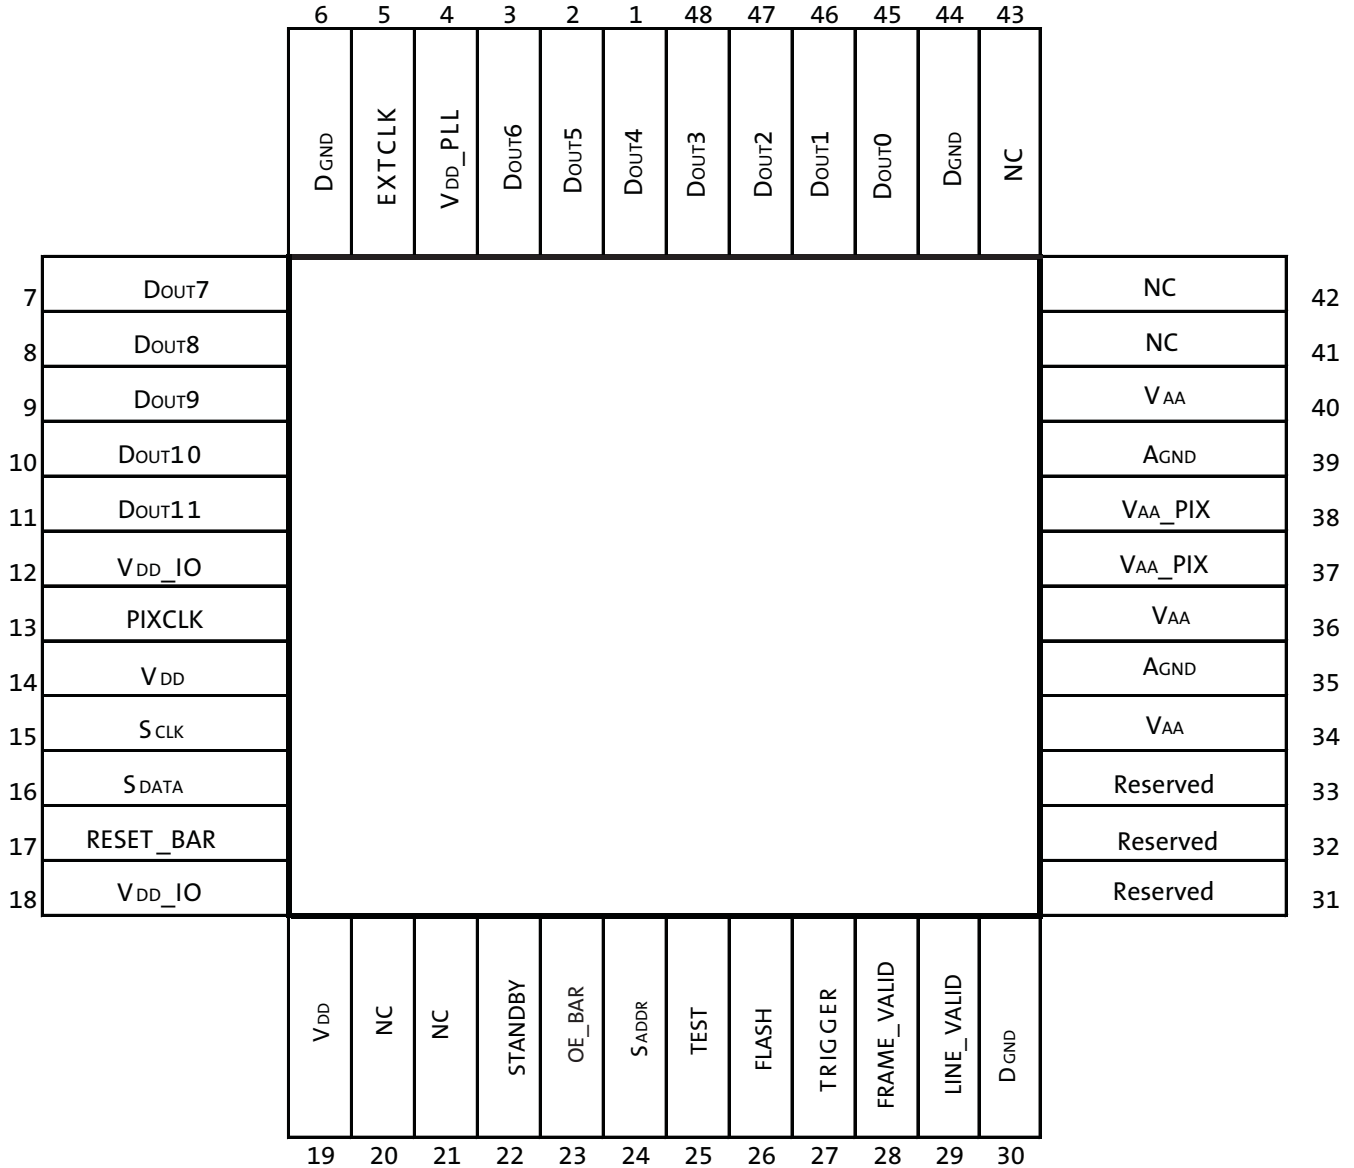 6 5 4 3 2 1 48 47 46 45 44 43
DGND
EXTCLK
VDD_PLL
DOUT6
DOUT5
DOUT4
DOUT3
DOUT2
DOUT1
DOUT0
DGND
NC
7 DOUT7
8 DOUT8
9 DOUT9
10 DOUT10
11 DOUT11
12 VDD_IO
13 PIXCLK
14 VDD
15 SCLK
16 SDATA
17 RESET_BAR
18 VDD_IO
NC 42
NC 41
VAA 40
AGND 39
VAA_PIX 38
VAA_PIX 37
VAA 36
AGND 35
VAA 34
Reserved 33
Reserved 32
Reserved 31
VDD
NC
NC
STANDBY
OE_BAR
SADDR
TEST
FLASH
TRIGGER
FRAME_VALID
LINE_VALID
DGND
19 20 21 22 23 24 25 26 27 28 29 30